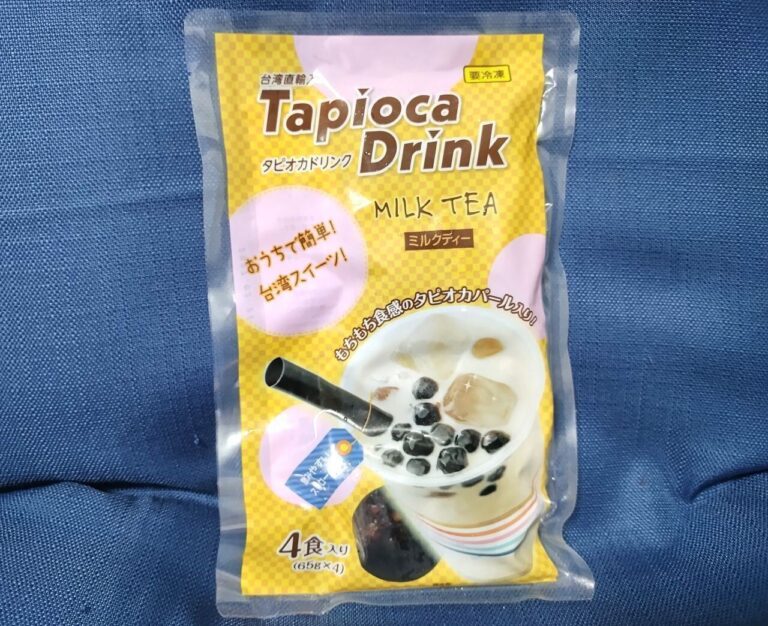 台湾直輸入
要冷凍
Tapioca
タピオカドリンク
Drink
MILK TEA
ミルクティー
おうちで簡単!
台湾スイーツ!
もちもち食感のタピオカパール入り!
4食入り
(65g×4)